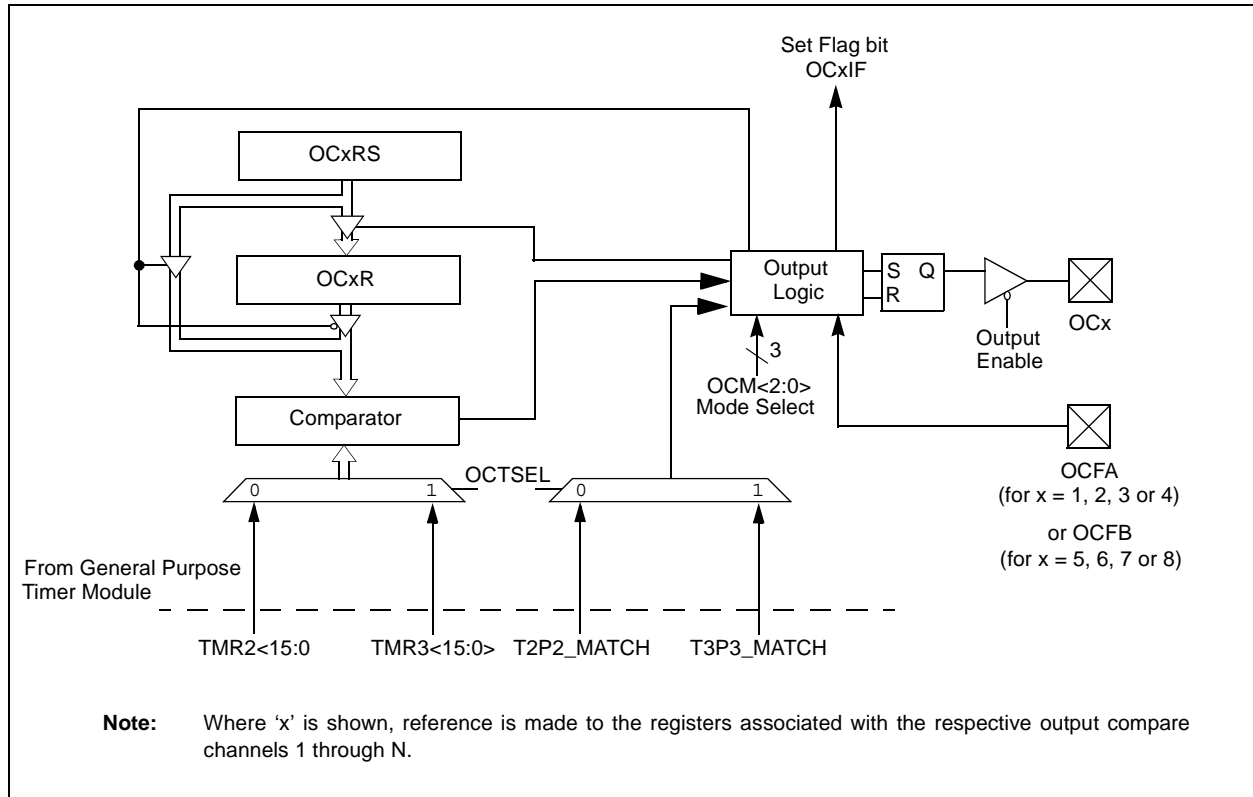 Set Flag bit
OCxIF
OCxRS
OCxR
Output
Logic
S Q
R
OCx
Output
Enable
3
OCM<2:0>
Mode Select
Comparator
OCTSEL
0 1
0 1
OCFA
(for x = 1, 2, 3 or 4)
or OCFB
(for x = 5, 6, 7 or 8)
From General Purpose
Timer Module
TMR2<15:0 TMR3<15:0> T2P2_MATCH T3P3_MATCH
Note: Where ‘x’ is shown, reference is made to the registers associated with the respective output compare
channels 1 through N.